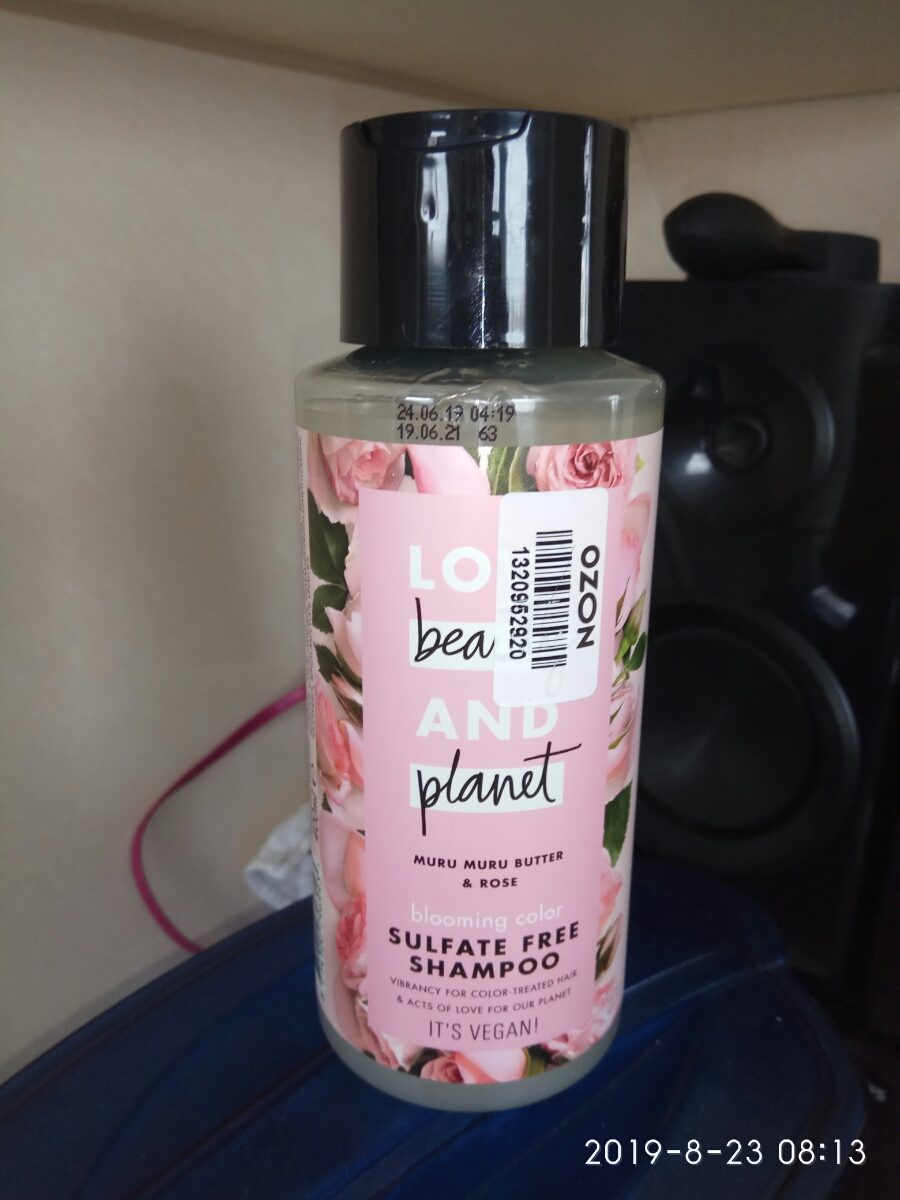 24.06.19 04:19
19.06.21 63
LO
bea
AND
planet
OZON
1320952920
MURU MURU BUTTER
& ROSE
blooming color
SULFATE FREE
SHAMPOO
VIBRANCY FOR COLOR-TREATED HAIR
& ACTS OF LOVE FOR OUR PLANET
IT'S VEGAN!
2019-8-23 08:13